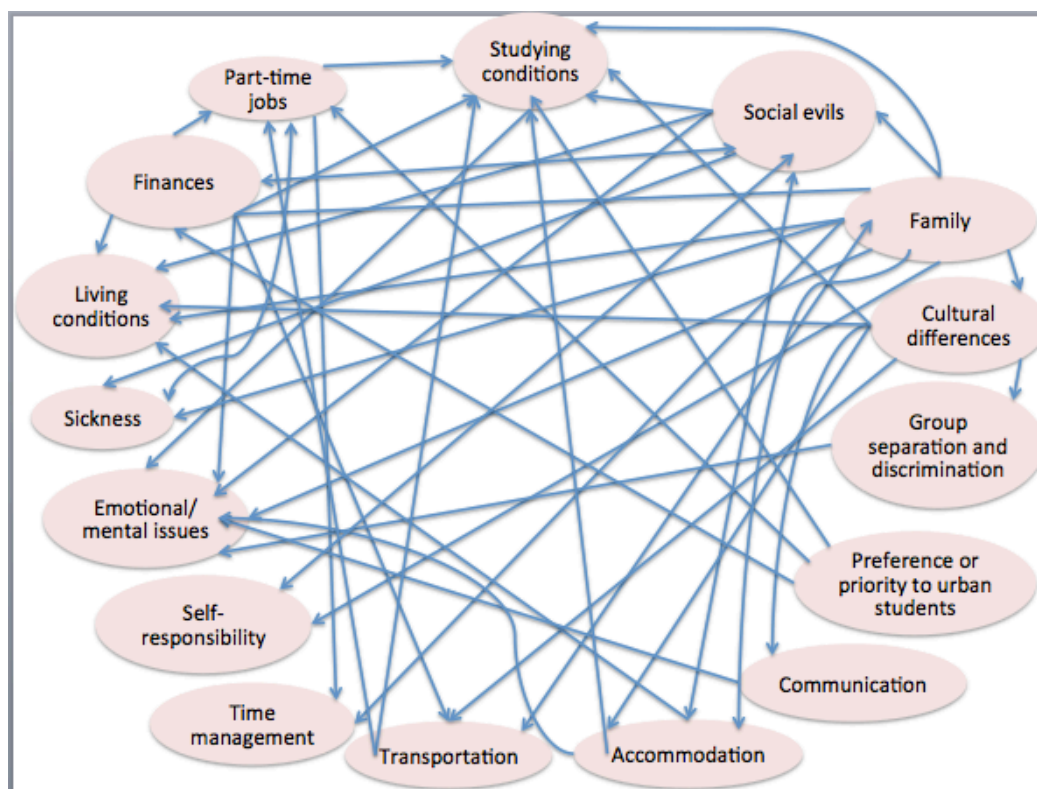 Studying
conditions
Part-time
jobs
Social evils
Finances
Family
Living
conditions
Cultural
differences
Sickness
Group
separation and
discrimination
Emotional/
mental issues
Preference or
priority to urban
students
Self-
responsibility
Communication
Time
management
Transportation
Accommodation